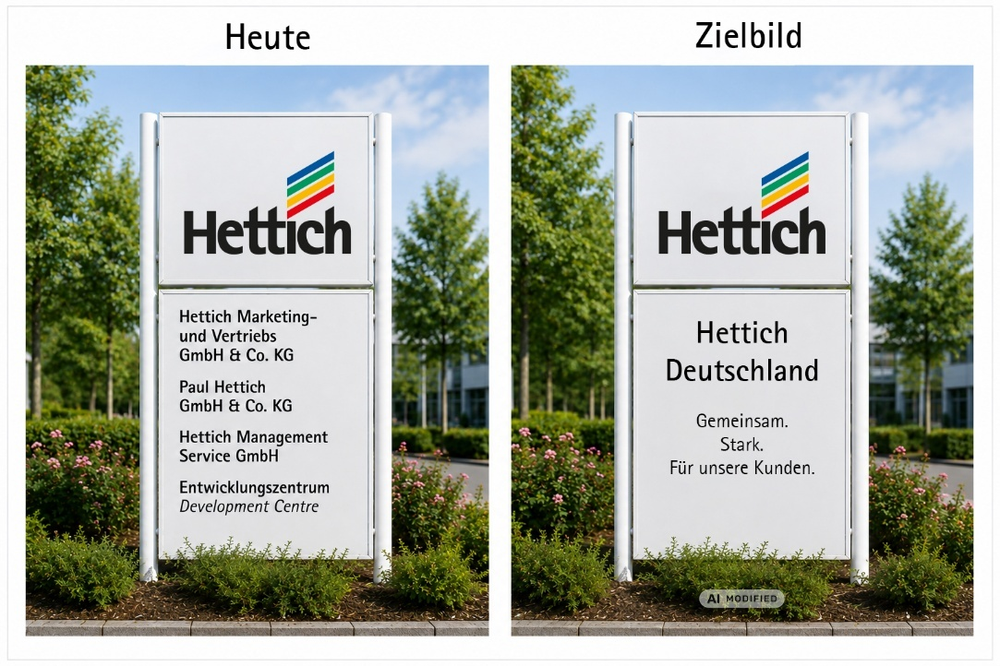 Heute
Hettich
Hettich Marketing-
und Vertriebs
GmbH & Co. KG
Paul Hettich
GmbH & Co. KG
Hettich Management
Service GmbH
Entwicklungszentrum
Development Centre
Zielbild
Hettich
Hettich
Deutschland
Gemeinsam.
Stark.
Für unsere Kunden.
AI MODIFIED